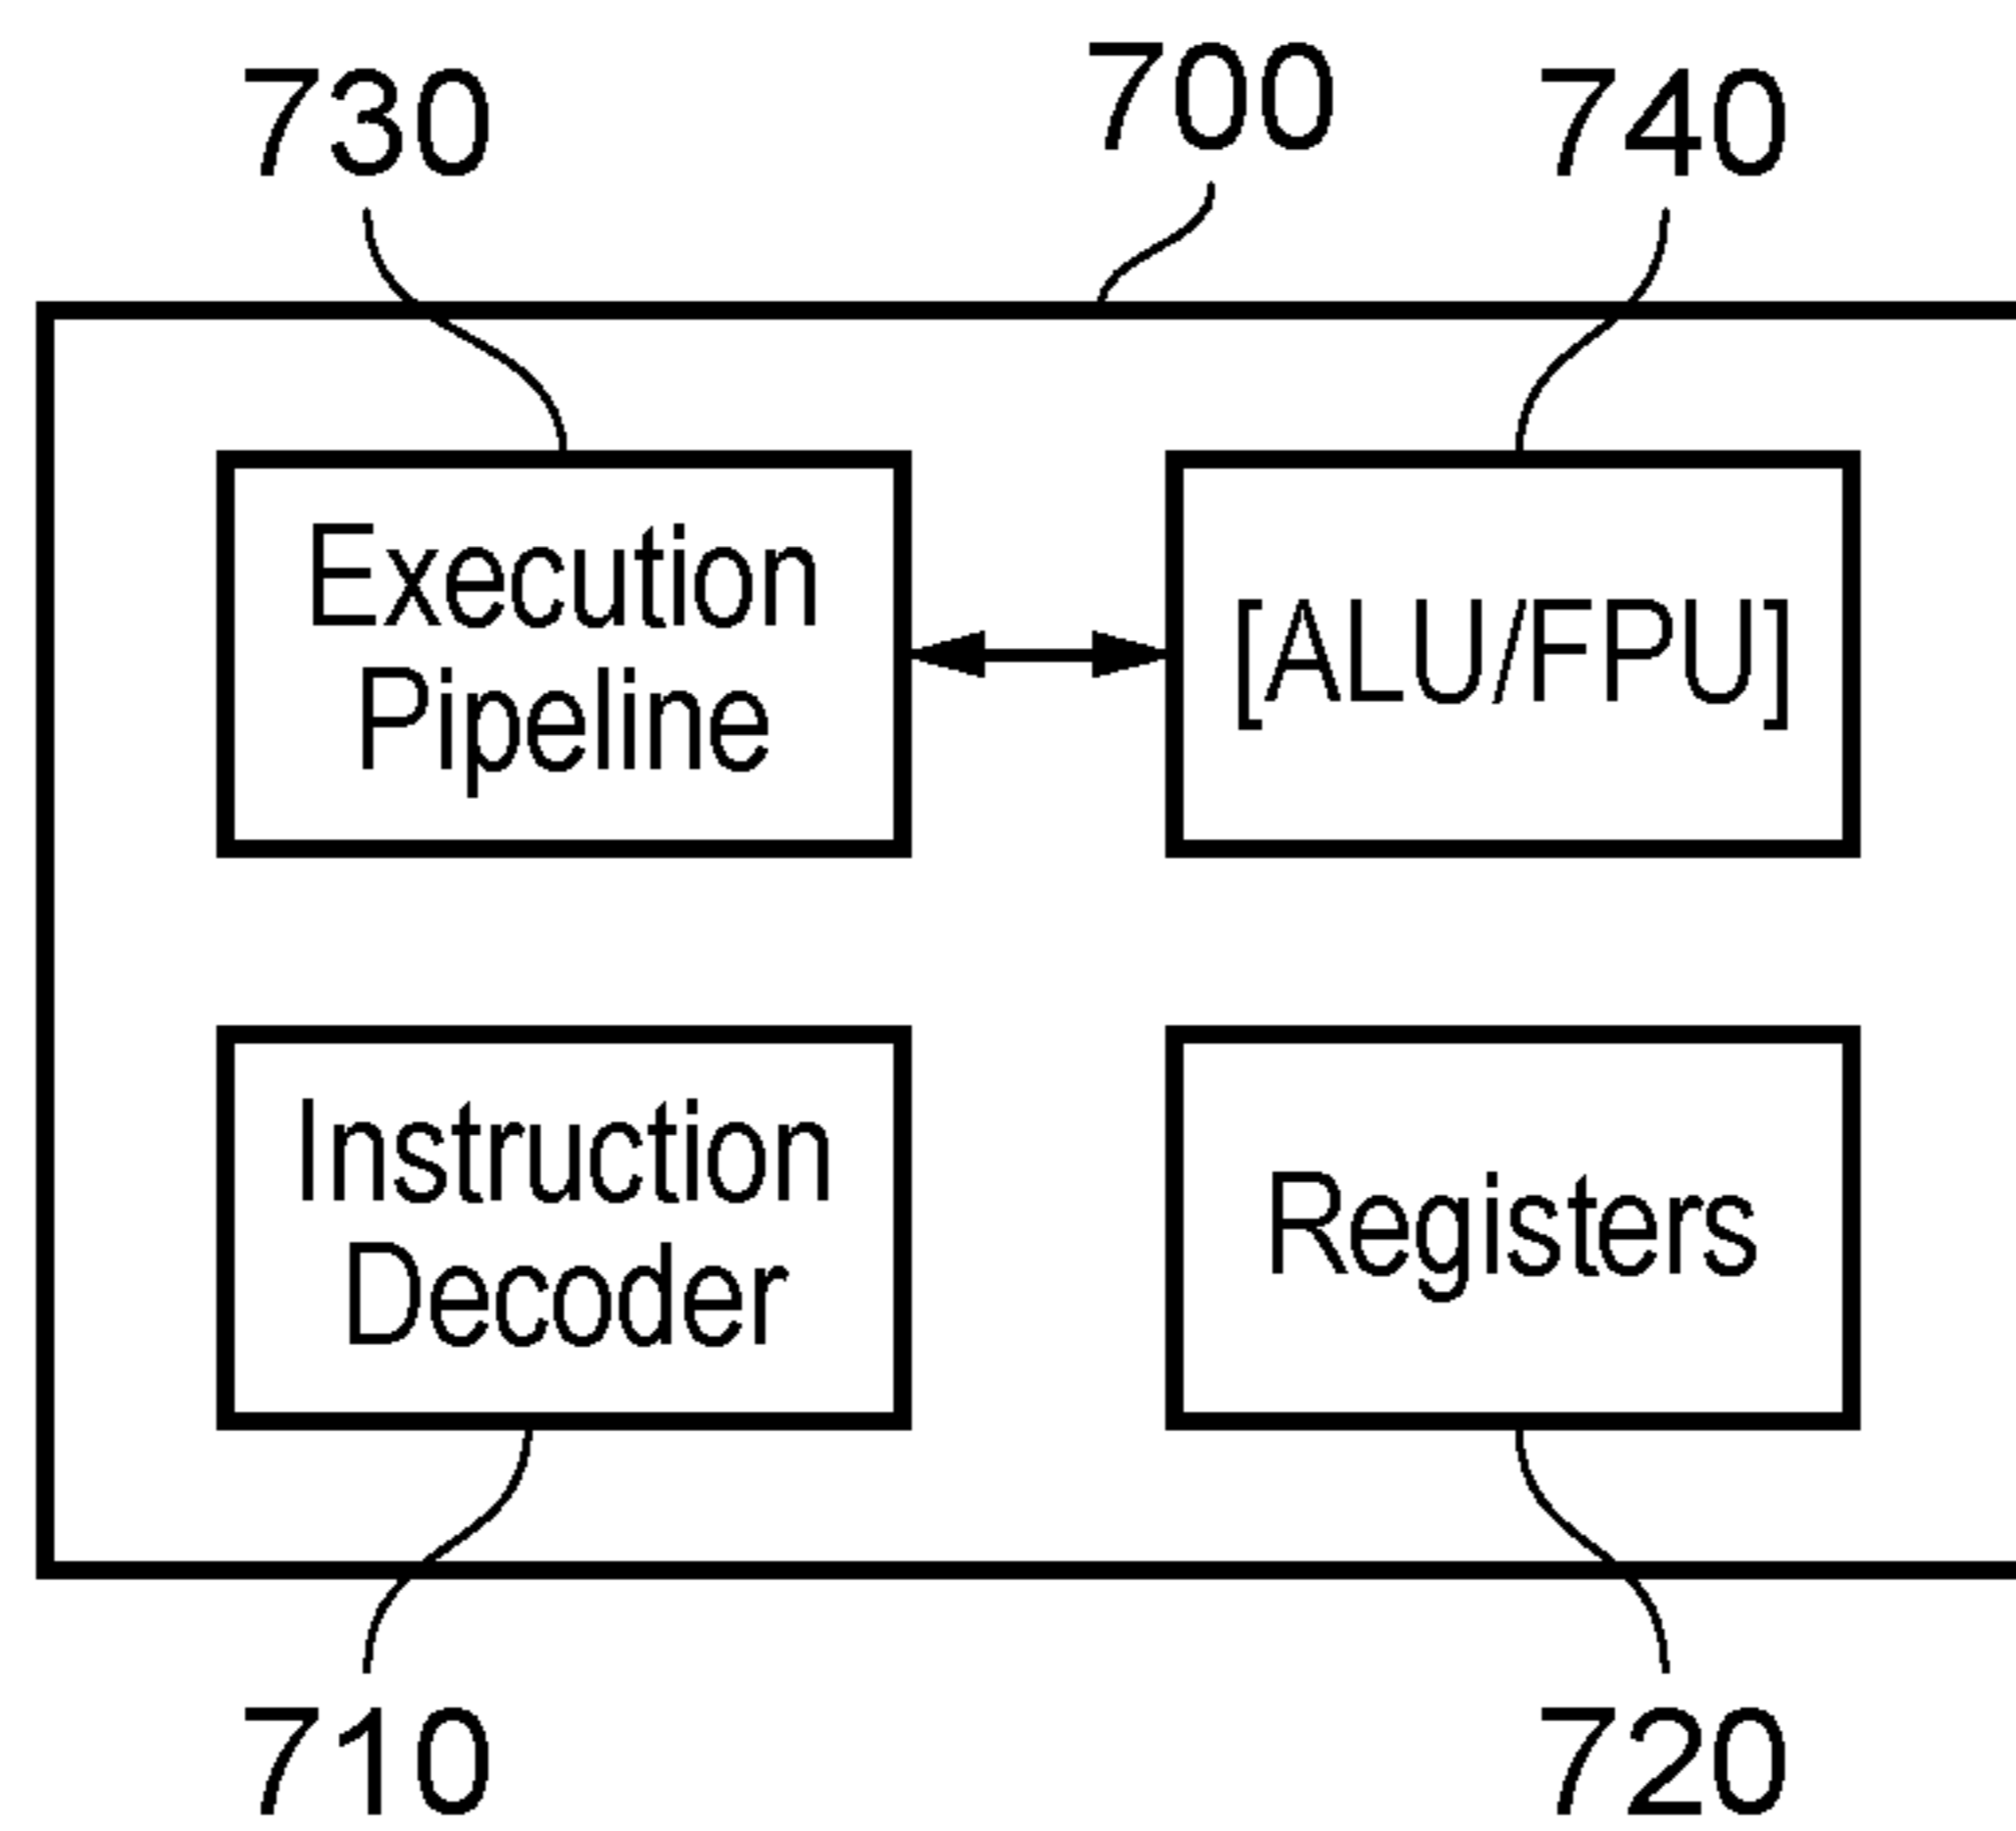 730
700
740
Execution
Pipeline
[ALU/FPU]
Instruction
Decoder
Registers
710
720